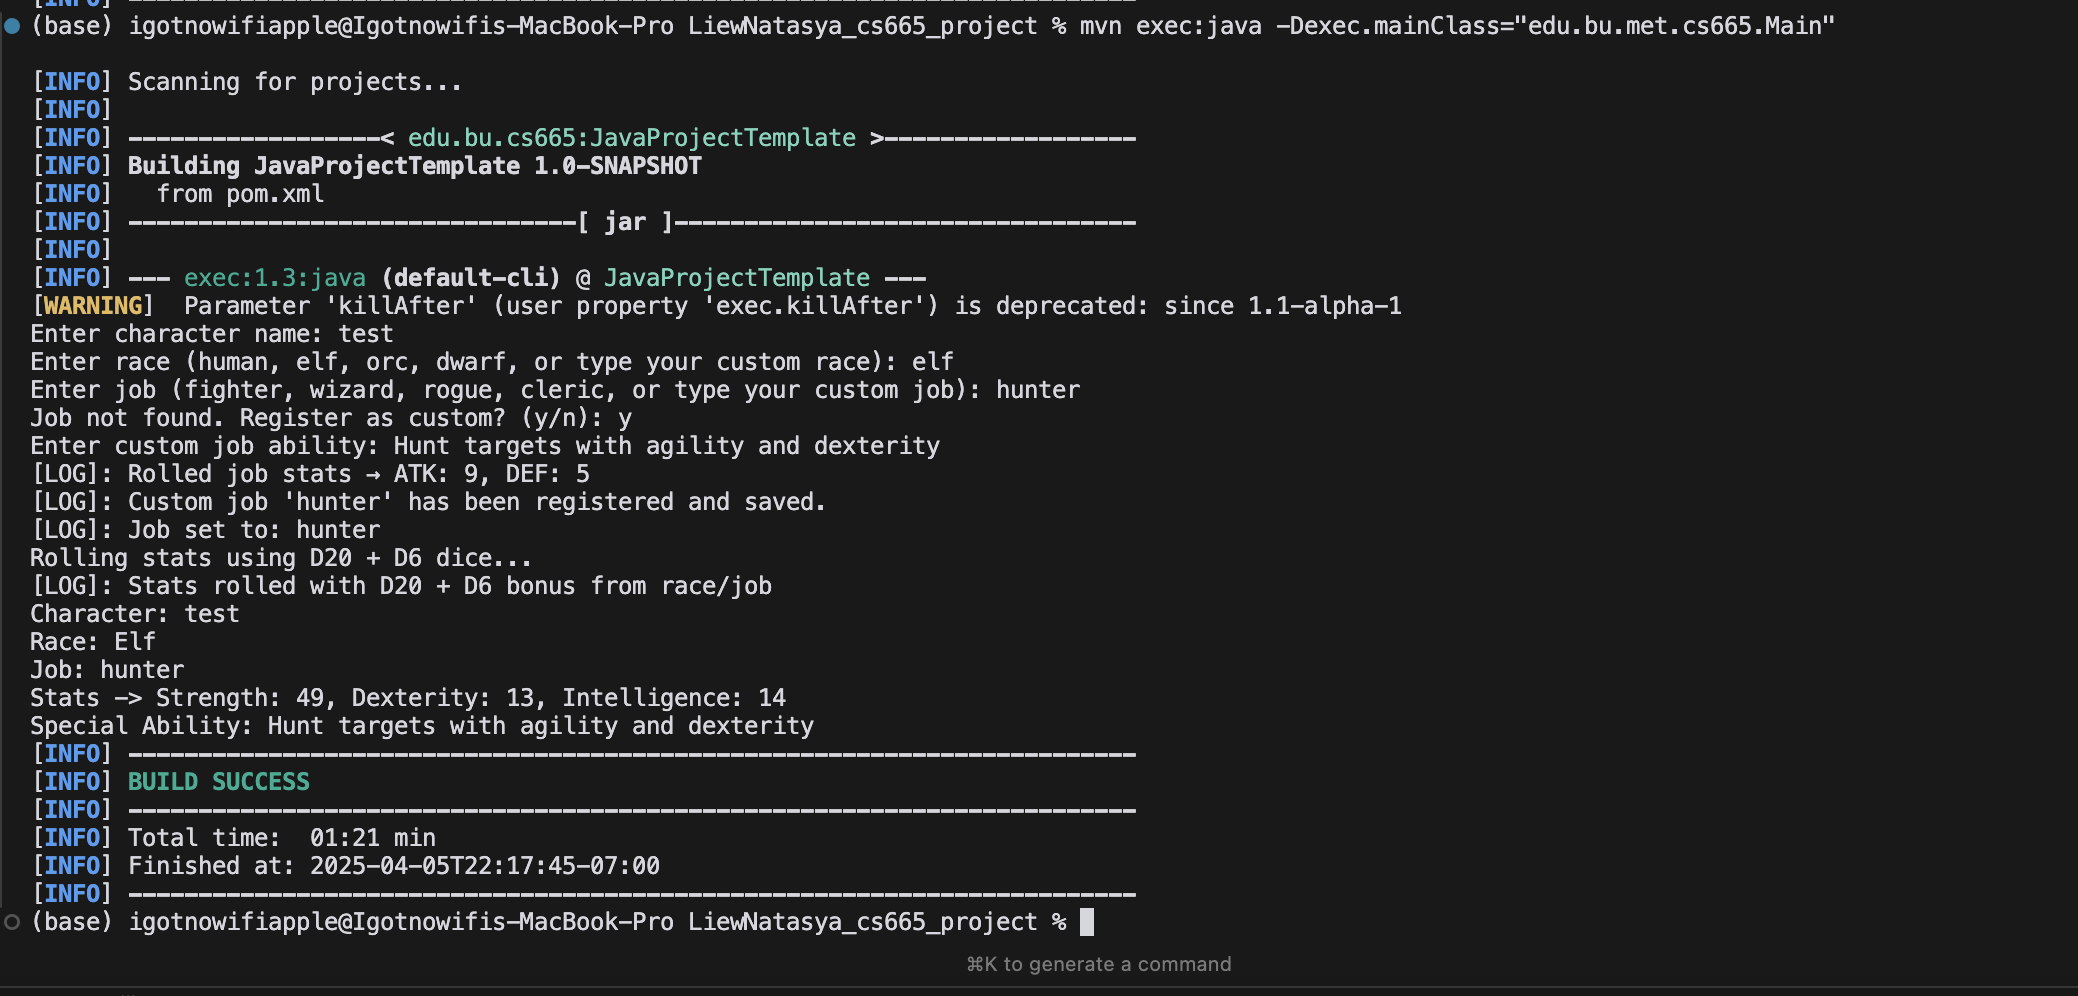 (base) igotnowifiapple@Igotnowifis-MacBook-Pro LiewNatasya_cs665_project % mvn exec:java -Dexec.mainClass="edu.bu.met.cs665.Main"
[INFO] Scanning for projects...
[INFO]
[INFO] ------------------< edu.bu.cs665:JavaProjectTemplate >------------------
[INFO] Building JavaProjectTemplate 1.0-SNAPSHOT
[INFO]   from pom.xml
[INFO] --------------------------------[ jar ]---------------------------------
[INFO]
[INFO] --- exec:1.3:java (default-cli) @ JavaProjectTemplate ---
[WARNING]  Parameter 'killAfter' (user property 'exec.killAfter') is deprecated: since 1.1-alpha-1
Enter character name: test
Enter race (human, elf, orc, dwarf, or type your custom race): elf
Enter job (fighter, wizard, rogue, cleric, or type your custom job): hunter
Job not found. Register as custom? (y/n): y
Enter custom job ability: Hunt targets with agility and dexterity
[LOG]: Rolled job stats → ATK: 9, DEF: 5
[LOG]: Custom job 'hunter' has been registered and saved.
[LOG]: Job set to: hunter
Rolling stats using D20 + D6 dice...
[LOG]: Stats rolled with D20 + D6 bonus from race/job
Character: test
Race: Elf
Job: hunter
Stats -> Strength: 49, Dexterity: 13, Intelligence: 14
Special Ability: Hunt targets with agility and dexterity
[INFO] ------------------------------------------------------------------------
[INFO] BUILD SUCCESS
[INFO] ------------------------------------------------------------------------
[INFO] Total time:  01:21 min
[INFO] Finished at: 2025-04-05T22:17:45-07:00
[INFO] ------------------------------------------------------------------------
(base) igotnowifiapple@Igotnowifis-MacBook-Pro LiewNatasya_cs665_project %
⌘K to generate a command